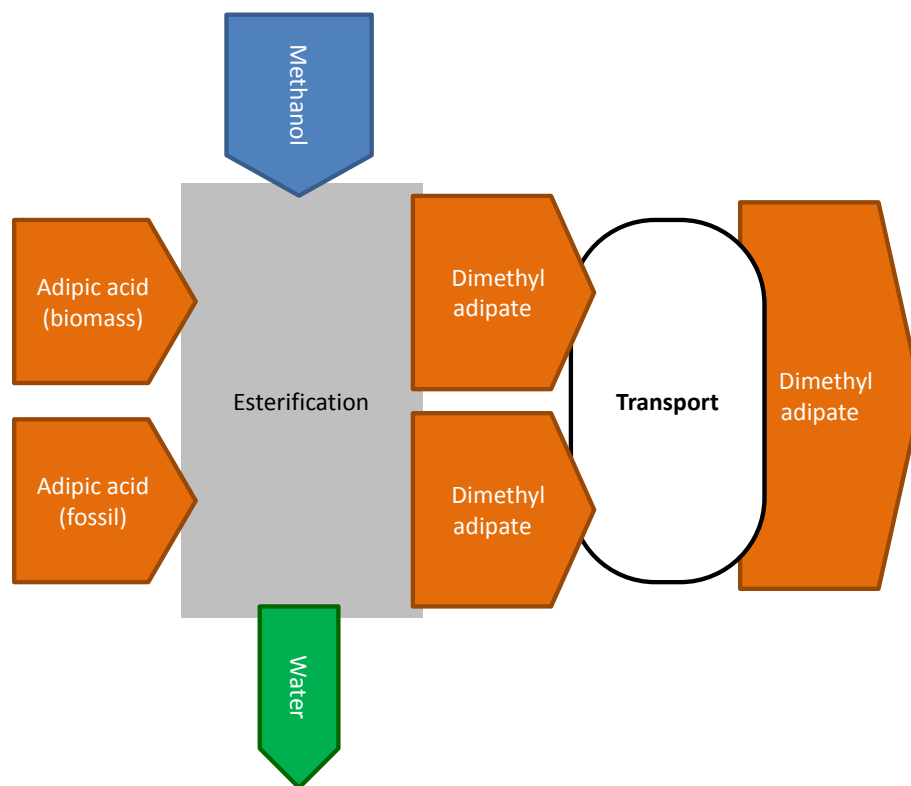 Methanol
Adipic acid
(biomass)
Dimethyl
adipate
Esterification
Transport
Dimethyl
adipate
Adipic acid
(fossil)
Dimethyl
adipate
Water